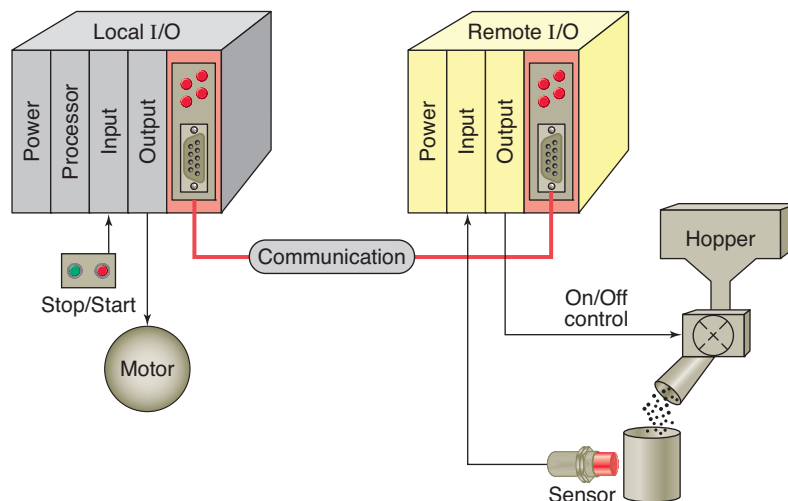 Local I/O
Power
Processor
Input
Output
Remote I/O
Power
Input
Output
Communication
Stop/Start
Motor
Hopper
On/Off
control
Sensor